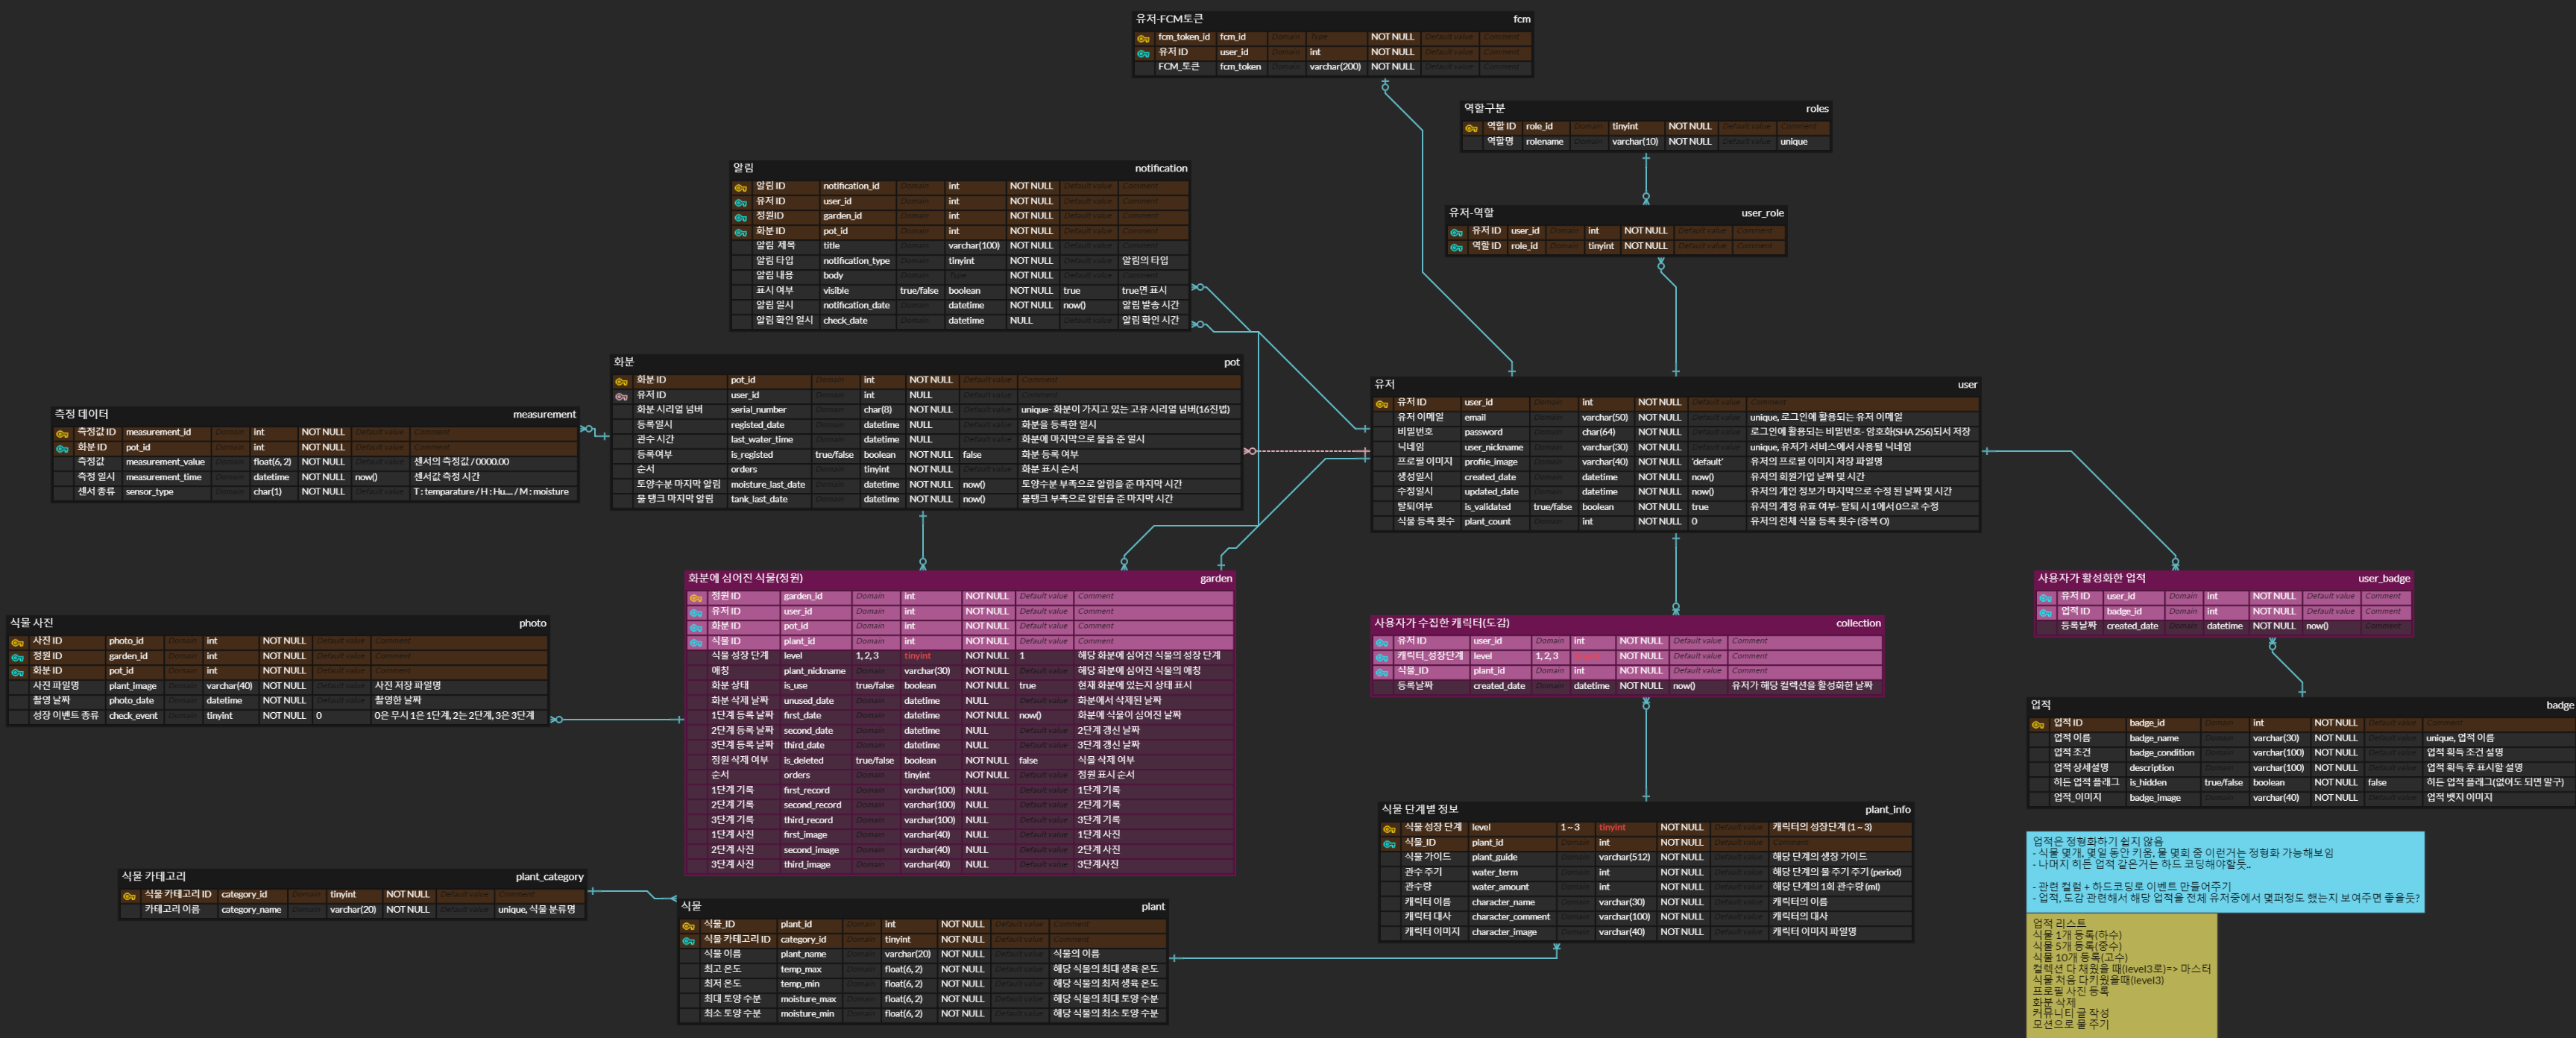 유저-FCM토큰 fcm
fcm_token_id fcm_id Domain Type NOT NULL Default value Comment
유저 ID user_id Domain int NOT NULL Default value Comment
FCM_토큰 fcm_token Domain varchar(200) NOT NULL Default value Comment
역할구분 roles
역할 ID role_id Domain tinyint NOT NULL Default value Comment
역할명 rolename Domain varchar(10) NOT NULL Default value unique
알림 notification
알림 ID notification_id Domain int NOT NULL Default value Comment
유저 ID user_id Domain int NOT NULL Default value Comment
정원ID garden_id Domain int NOT NULL Default value Comment
화분 ID pot_id Domain int NOT NULL Default value Comment
알림 제목 title Domain varchar(100) NOT NULL Default value Comment
알림 타입 notification_type Domain tinyint NOT NULL Default value 알림의 타입
알림 내용 body Domain Type NOT NULL Default value Comment
표시 여부 visible true/false boolean NOT NULL true true면 표시
알림 일시 notification_date Domain datetime NOT NULL now() 알림 발송 시간
알림 확인 일시 check_date Domain datetime NULL Default value 알림 확인 시간
유저-역할 user_role
유저 ID user_id Domain int NOT NULL Default value Comment
역할 ID role_id Domain tinyint NOT NULL Default value Comment
화분 pot
화분 ID pot_id Domain int NOT NULL Default value Comment
유저 ID user_id Domain int NULL Default value Comment
화분 시리얼 넘버 serial_number Domain char(8) NOT NULL Default value unique- 화분이 가지고 있는 고유 시리얼 넘버(16진법)
등록일시 registed_date Domain datetime NULL Default value 화분을 등록한 일시
관수 시간 last_water_time Domain datetime NULL Default value 화분에 마지막으로 물을 준 일시
등록여부 is_registed true/false boolean NOT NULL false 화분 등록 여부
순서 orders Domain tinyint NOT NULL Default value 화분 표시 순서
토양수분 마지막 알림 moisture_last_date Domain datetime NOT NULL now() 토양수분 부족으로 알림을 준 마지막 시간
물 탱크 마지막 알림 tank_last_date Domain datetime NOT NULL now() 물탱크 부족으로 알림을 준 마지막 시간
유저 user
유저 ID user_id Domain int NOT NULL Default value Comment
유저 이메일 email Domain varchar(50) NOT NULL Default value unique, 로그인에 활용되는 유저 이메일
비밀번호 password Domain char(64) NOT NULL Default value 로그인에 활용되는 비밀번호- 암호화(SHA 256)되서 저장
닉네임 user_nickname Domain varchar(30) NOT NULL Default value unique, 유저가 서비스에서 사용될 닉네임
프로필 이미지 profile_image Domain varchar(40) NOT NULL 'default' 유저의 프로필 이미지 저장 파일명
생성일시 created_date Domain datetime NOT NULL now() 유저의 회원가입 날짜 및 시간
수정일시 updated_date Domain datetime NOT NULL now() 유저의 개인 정보가 마지막으로 수정 된 날짜 및 시간
탈퇴여부 is_validated true/false boolean NOT NULL true 유저의 계정 유효 여부- 탈퇴 시 1에서 0으로 수정
식물 등록 횟수 plant_count Domain int NOT NULL 0 유저의 전체 식물 등록 횟수 (중복 O)
측정 데이터 measurement
측정값 ID measurement_id Domain int NOT NULL Default value Comment
화분 ID pot_id Domain int NOT NULL Default value Comment
측정값 measurement_value Domain float(6, 2) NOT NULL Default value 센서의 측정값 / 0000.00
측정 일시 measurement_time Domain datetime NOT NULL now() 센서값 측정 시간
센서 종류 sensor_type Domain char(1) NOT NULL Default value T : temparature / H : Hu.... / M : moisture
화분에 심어진 식물(정원) garden
정원 ID garden_id Domain int NOT NULL Default value Comment
유저 ID user_id Domain int NOT NULL Default value Comment
화분 ID pot_id Domain int NOT NULL Default value Comment
식물 ID plant_id Domain int NOT NULL Default value Comment
식물 성장 단계 level 1, 2, 3 tinyint NOT NULL 1 해당 화분에 심어진 식물의 성장 단계
애칭 plant_nickname Domain varchar(30) NOT NULL Default value 해당 화분에 심어진 식물의 애칭
화분 상태 is_use true/false boolean NOT NULL true 현재 화분에 있는지 상태 표시
화분 삭제 날짜 unused_date Domain datetime NULL Default value 화분에서 삭제된 날짜
1단계 등록 날짜 first_date Domain datetime NOT NULL now() 화분에 식물이 심어진 날짜
2단계 등록 날짜 second_date Domain datetime NULL Default value 2단계 갱신 날짜
3단계 등록 날짜 third_date Domain datetime NULL Default value 3단계 갱신 날짜
정원 삭제 여부 is_deleted true/false boolean NOT NULL false 식물 삭제 여부
순서 orders Domain tinyint NOT NULL Default value 정원 표시 순서
1단계 기록 first_record Domain varchar(100) NULL Default value 1단계 기록
2단계 기록 second_record Domain varchar(100) NULL Default value 2단계 기록
3단계 기록 third_record Domain varchar(100) NULL Default value 3단계 기록
1단계 사진 first_image Domain varchar(40) NULL Default value 1단계 사진
2단계 사진 second_image Domain varchar(40) NULL Default value 2단계 사진
3단계 사진 third_image Domain varchar(40) NULL Default value 3단계사진
사용자가 활성화한 업적 user_badge
유저 ID user_id Domain int NOT NULL Default value Comment
업적 ID badge_id Domain int NOT NULL Default value Comment
등록날짜 created_date Domain datetime NOT NULL now() Comment
식물 사진 photo
사진 ID photo_id Domain int NOT NULL Default value Comment
정원 ID garden_id Domain int NOT NULL Default value Comment
화분 ID pot_id Domain int NOT NULL Default value Comment
사진 파일명 plant_image Domain varchar(40) NOT NULL Default value 사진 저장 파일명
촬영 날짜 photo_date Domain datetime NOT NULL Default value 촬영한 날짜
성장 이벤트 종류 check_event Domain tinyint NOT NULL 0 0은 무시 1은 1단계, 2는 2단계, 3은 3단계
사용자가 수집한 캐릭터(도감) collection
유저 ID user_id Domain int NOT NULL Default value Comment
캐릭터_성장단계 level 1, 2, 3 tinyint NOT NULL Default value Comment
식물_ID plant_id Domain int NOT NULL Default value Comment
등록날짜 created_date Domain datetime NOT NULL now() 유저가 해당 컬렉션을 활성화한 날짜
업적 badge
업적 ID badge_id Domain int NOT NULL Default value Comment
업적 이름 badge_name Domain varchar(30) NOT NULL Default value unique, 업적 이름
업적 조건 badge_condition Domain varchar(100) NOT NULL Default value 업적 획득 조건 설명
업적 상세설명 description Domain varchar(100) NOT NULL Default value 업적 획득 후 표시할 설명
히든 업적 플래그 is_hidden true/false boolean NOT NULL false 히든 업적 플래그(없어도 되면 말구)
업적_이미지 badge_image Domain varchar(40) NOT NULL Default value 업적 뱃지 이미지
식물 단계별 정보 plant_info
식물 성장 단계 level 1 ~ 3 tinyint NOT NULL Default value 캐릭터의 성장단계 (1 ~ 3)
식물_ID plant_id Domain int NOT NULL Default value Comment
식물 가이드 plant_guide Domain varchar(512) NOT NULL Default value 해당 단계의 생장 가이드
관수 주기 water_term Domain int NOT NULL Default value 해당 단계의 물 주기 주기 (period)
관수량 water_amount Domain int NOT NULL Default value 해당 단계의 1회 관수량 (ml)
캐릭터 이름 character_name Domain varchar(30) NOT NULL Default value 캐릭터의 이름
캐릭터 대사 character_comment Domain varchar(100) NOT NULL Default value 캐릭터의 대사
캐릭터 이미지 character_image Domain varchar(40) NOT NULL Default value 캐릭터 이미지 파일명
식물 카테고리 plant_category
식물 카테고리 ID category_id Domain tinyint NOT NULL Default value Comment
카테고리 이름 category_name Domain varchar(20) NOT NULL Default value unique, 식물 분류명
식물 plant
식물_ID plant_id Domain int NOT NULL Default value Comment
식물 카테고리 ID category_id Domain tinyint NOT NULL Default value Comment
식물 이름 plant_name Domain varchar(20) NOT NULL Default value 식물의 이름
최고 온도 temp_max Domain float(6, 2) NOT NULL Default value 해당 식물의 최대 생육 온도
최저 온도 temp_min Domain float(6, 2) NOT NULL Default value 해당 식물의 최저 생육 온도
최대 토양 수분 moisture_max Domain float(6, 2) NOT NULL Default value 해당 식물의 최대 토양 수분
최소 토양 수분 moisture_min Domain float(6, 2) NOT NULL Default value 해당 식물의 최소 토양 수분
업적은 정형화하기 쉽지 않음
- 식물 몇개, 몇일 동안 키움, 물 몇회 줌 이런거는 정형화 가능해보임
- 나머지 히든 업적 같은거는 하드 코딩해야할듯..
- 관련 컬럼 + 하드코딩로 이벤트 만들어주기
- 업적, 도감 관련해서 해당 업적을 전체 유저중에서 몇퍼정도 했는지 보여주면 좋을듯?
업적 리스트
식물 1개 등록(하수)
식물 5개 등록(중수)
식물 10개 등록(고수)
컬렉션 다 채웠을 때(level3로)=> 마스터
식물 처음 다키웠을때(level3)
프로필 사진 등록
화분 삭제
커뮤니티 글 작성
모션으로 물 주기